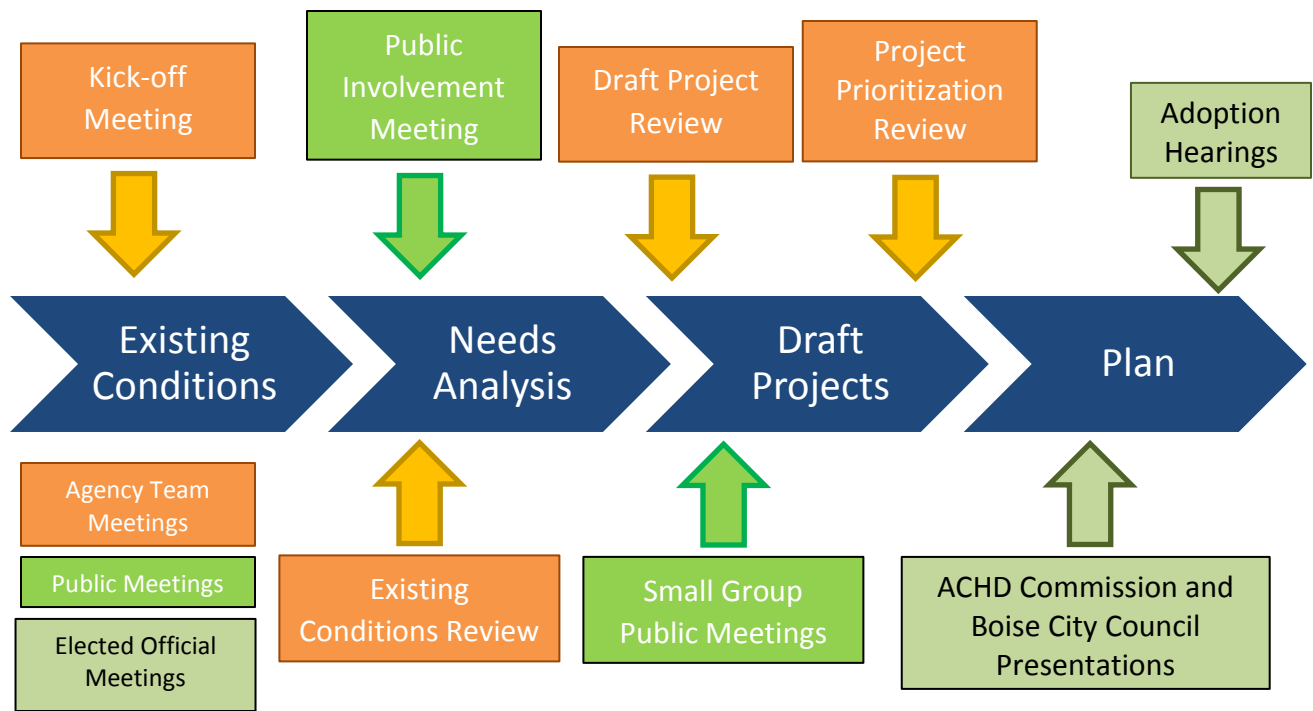 Kick-off
Meeting
Public
Involvement
Meeting
Draft Project
Review
Project
Prioritization
Review
Adoption
Hearings
Existing
Conditions
Needs
Analysis
Draft
Projects
Plan
Agency Team
Meetings
Public Meetings
Elected Official
Meetings
Existing
Conditions Review
Small Group
Public Meetings
ACHD Commission and
Boise City Council
Presentations